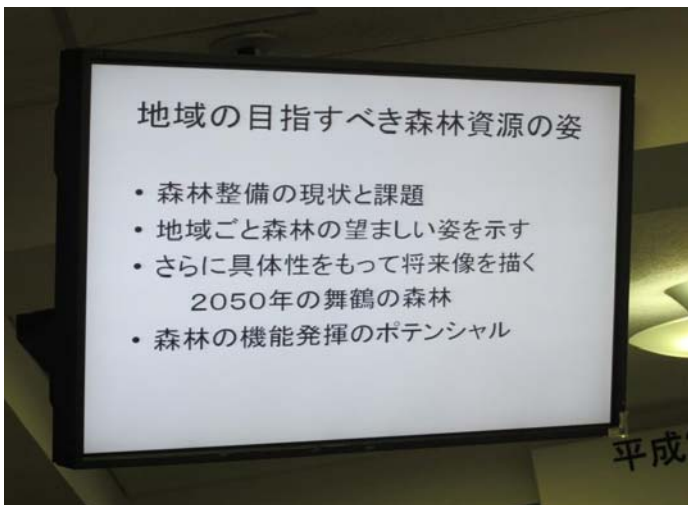 地域の目指すべき森林資源の姿
• 森林整備の現状と課題
• 地域ごと森林の望ましい姿を示す
• さらに具体性をもって将来像を描く
2050年の舞鶴の森林
• 森林の機能発揮のポテンシャル
平成